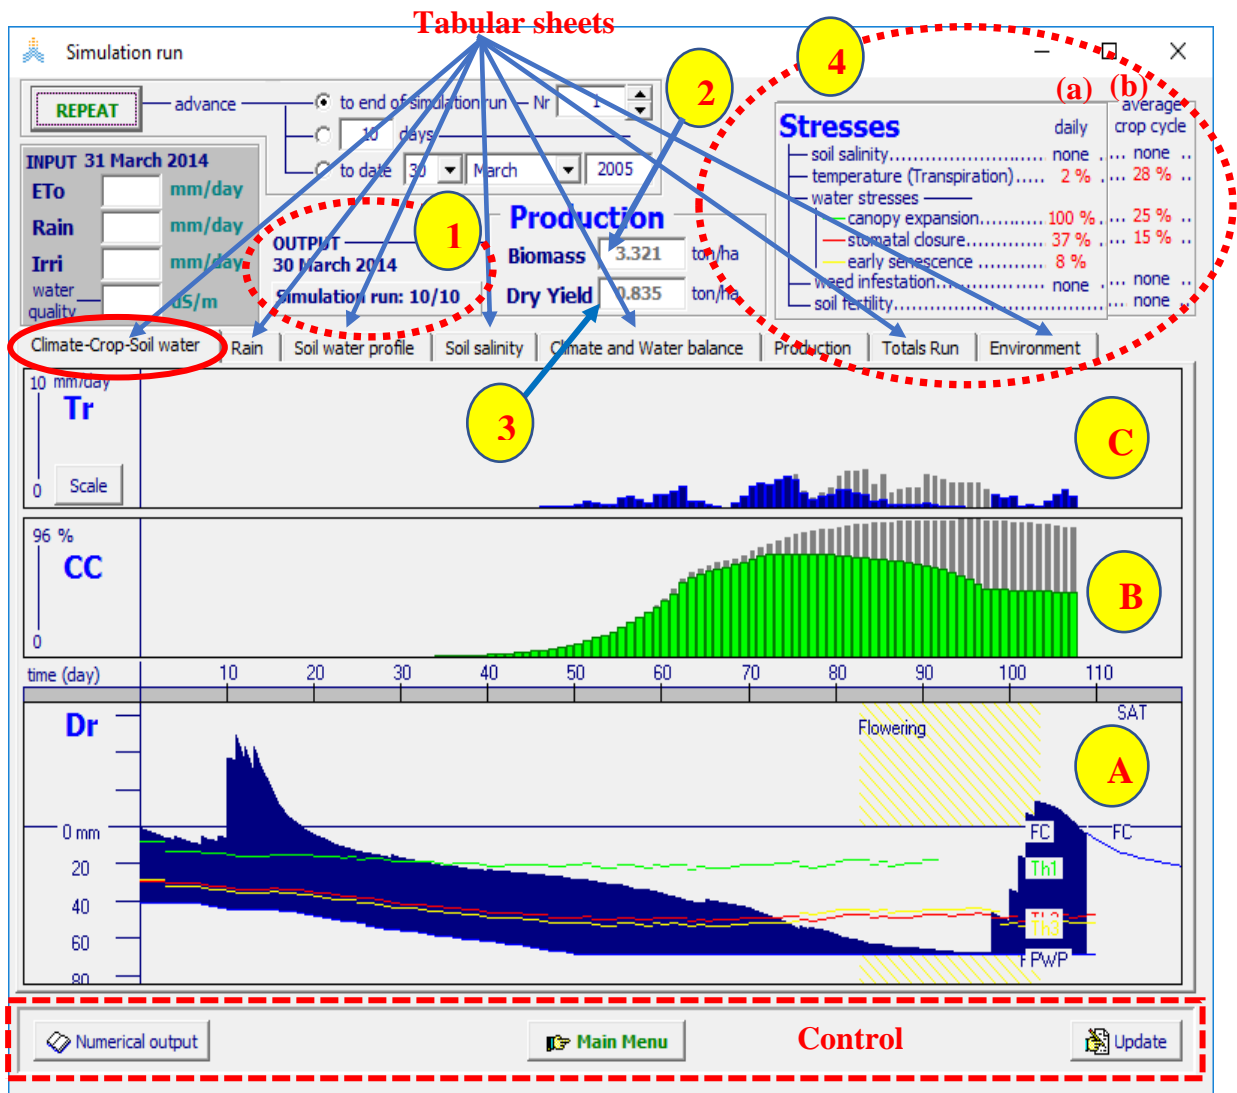 Tabular sheets
Simulation run
4
(a) (b)
REPEAT
advance
to end of simulation run
Nr
1
10 days
to date 30 March 2005
2
INPUT 31 March 2014
ETo mm/day
Rain mm/day
Irri mm/day
water quality dS/m
OUTPUT
30 March 2014
Simulation run: 10/10
1
Production
Biomass 3.321 ton/ha
Dry Yield 0.835 ton/ha
Stresses
daily
average crop cycle
soil salinity none none
temperature (Transpiration) 2 % 28 %
water stresses
canopy expansion 100 % 25 %
stomatal closure 37 % 15 %
early senescence 8 %
weed infestation none none
soil fertility none
Climate-Crop-Soil water
Rain
Soil water profile
Soil salinity
Climate and Water balance
Production
Totals Run
Environment
10 mm/day
Tr
0
Scale
3
C
96 %
CC
0
B
time (day)
10 20 30 40 50 60 70 80 90 100 110
Dr
Flowering
SAT
A
0 mm
FC
FC
20
Th1
40
Th3
60
PWP
80
Numerical output
Main Menu
Control
Update